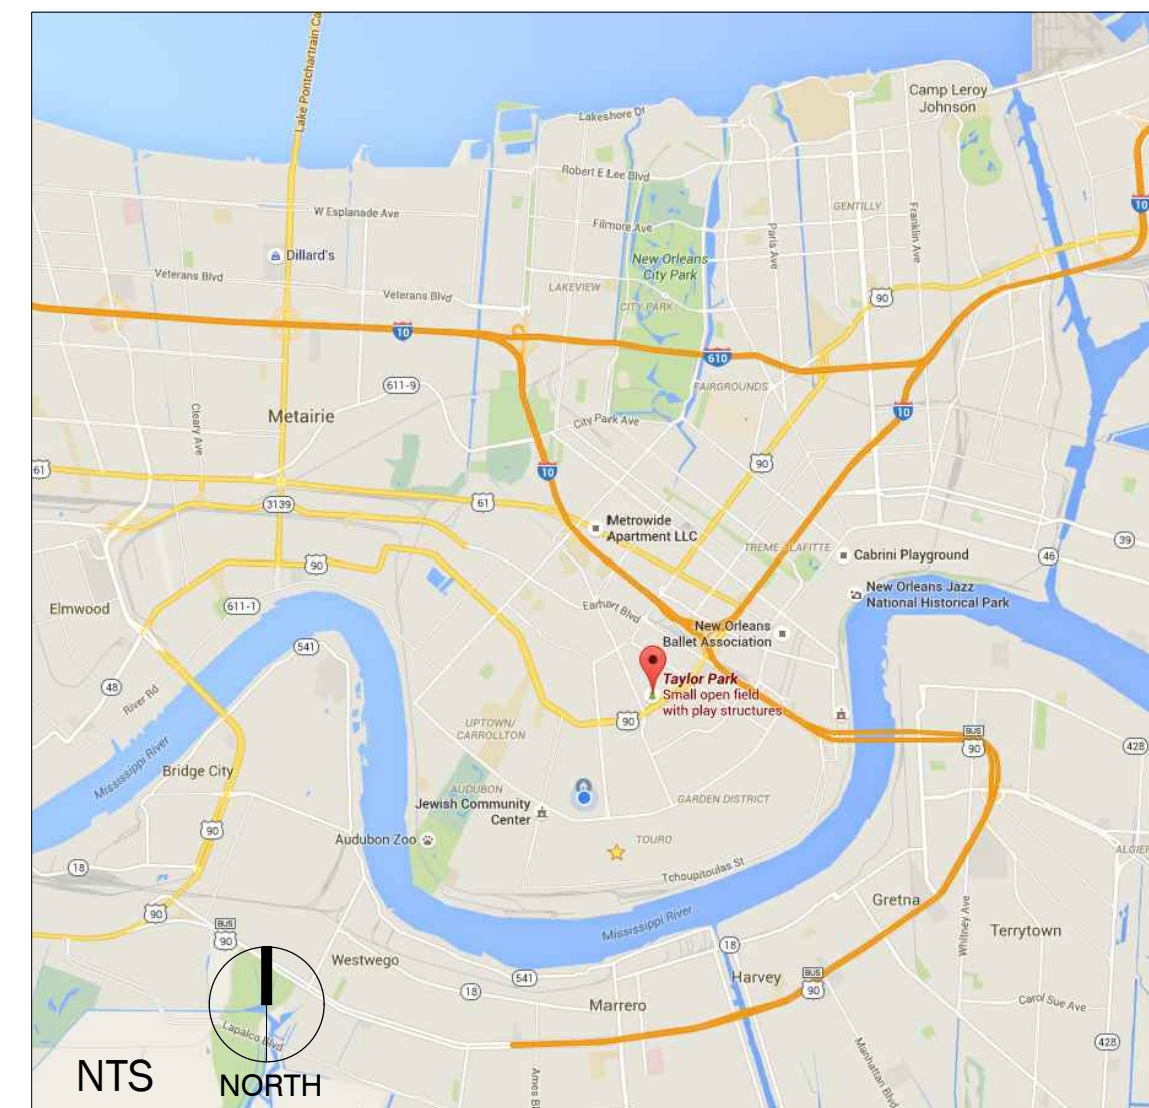 Lake Pontchartrain Ca
Camp Leroy
Johnson
Lakeshore Dr
Robert E Lee Blvd
W Esplanade Ave
GENTILLY
Franklin Ave
10
Filmore Ave
Paris Ave
Dillard's
New Orleans
City Park
Veterans Blvd
LAKEVIEW
Veterans Blvd
90
CITY PARK
10
610
611-9
FAIRGROUNDS
Cleary Ave
Metairie
10
City Park Ave
61
10
90
3139
61
Metrowide
Apartment LLC
39
TREME - LAFITTE
Cabrini Playground
46
90
New Orleans Jazz
National Historical Park
Elmwood
611-1
Earhart Blvd
New Orleans
Ballet Association
541
Taylor Park
Small open field
with play structures
48
River Rd
90
UPTOWN/
CARROLLTON
BUS
90
428
Mississippi River
Bridge City
AUDUBON
Jewish Community
Center
GARDEN DISTRICT
90
Audubon Zoo
TOURO
ALGIER
18
Tchoupitoulas St
90
Gretna
BUS
90
Mississippi River
Whitney Ave
Terrytown
18
Westwego
541
18
Harvey
BUS
90
Marrero
Carol Sue Ave
Lapalco Blvd
428
Manhattan Blvd
Ames Bl
NTS
NORTH